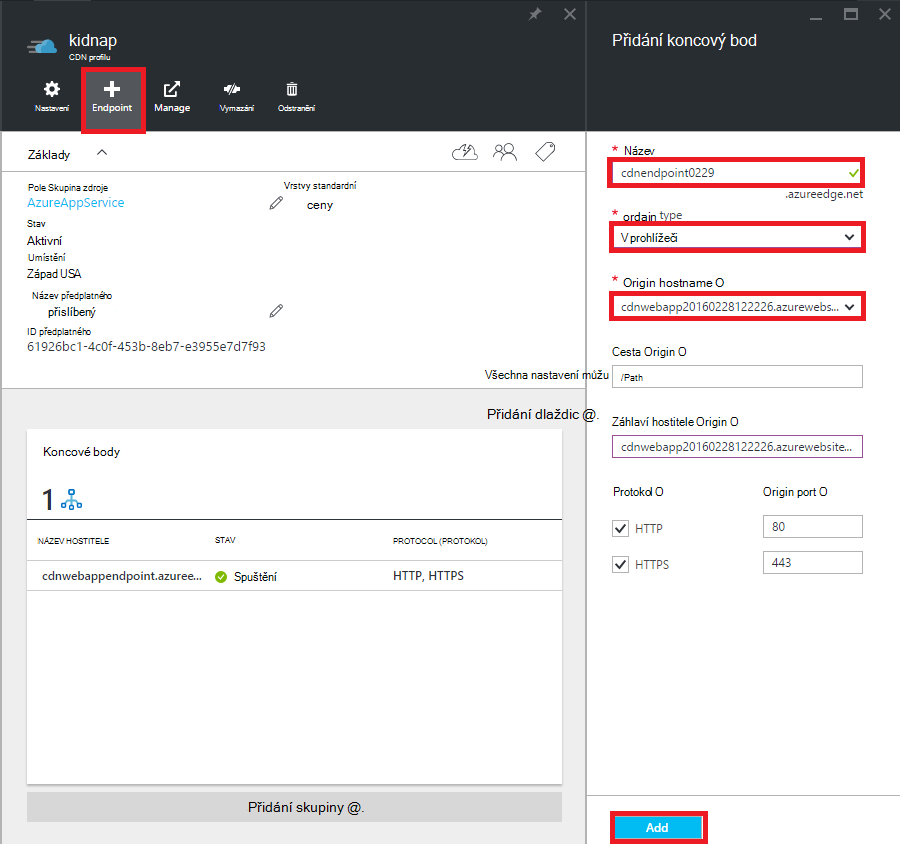 kidnap
CDN profilu
Nastavení
Endpoint
Manage
Vymazání
Odstranění
Základy
Pole Skupina zdroje
AzureAppService
Vrstvy standardní
ceny
Stav
Aktivní
Umístění
Západ USA
Název předplatného
přislíbený
ID předplatného
61926bc1-4c0f-453b-8eb7-e3955e7d7f93
Všechna nastavení můžu
Přidání dlaždic @.
Koncové body
1
NÁZEV HOSTITELE STAV PROTOCOL (PROTOKOL)
cdnwebappendpoint.azuree... Spuštění HTTP, HTTPS
Přidání skupiny @.
Přidání koncový bod
* Název
cdnendpoint0229
.azureedge.net
* ordain type
V prohlížeči
* Origin hostname O
cdnwebapp20160228122226.azurewebs...
Cesta Origin O
/Path
Záhlaví hostitele Origin O
cdnwebapp20160228122226.azurewebsite...
Protokol O Origin port O
HTTP 80
HTTPS 443
Add